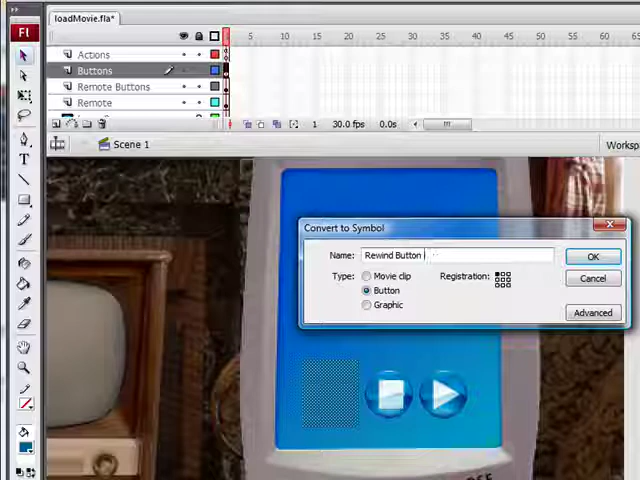 Fl
loadMovie.fla*
5 10 15 20 25 30 35 40 45 50 55 60 65
Actions
Buttons
Remote Buttons
Remote
1 30.0 fps 0.0s
Scene 1
Worksp
T
Convert to Symbol
Name: Rewind Button
OK
Type: Movie clip
Registration:
Cancel
Button
Graphic
Advanced